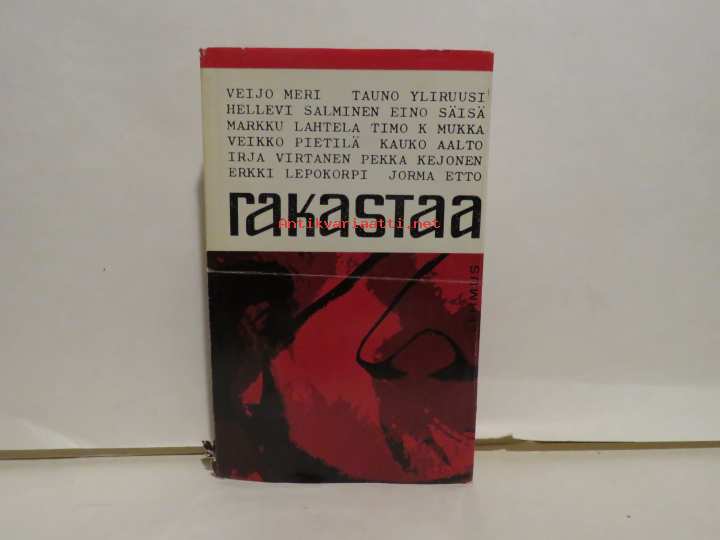 VEIJO MERI TAUNO YLIRUUSI
HELLEVI SALMINEN EINO SÄISÄ
MARKKU LAHTELA TIMO K MUKKA
VEIKKO PIETILÄ KAUKO AALTO
IRJA VIRTANEN PEKKA KEJONEN
ERKKI LEPOKORPI JORMA ETTO
rakastaa
Antikvariaatti.net